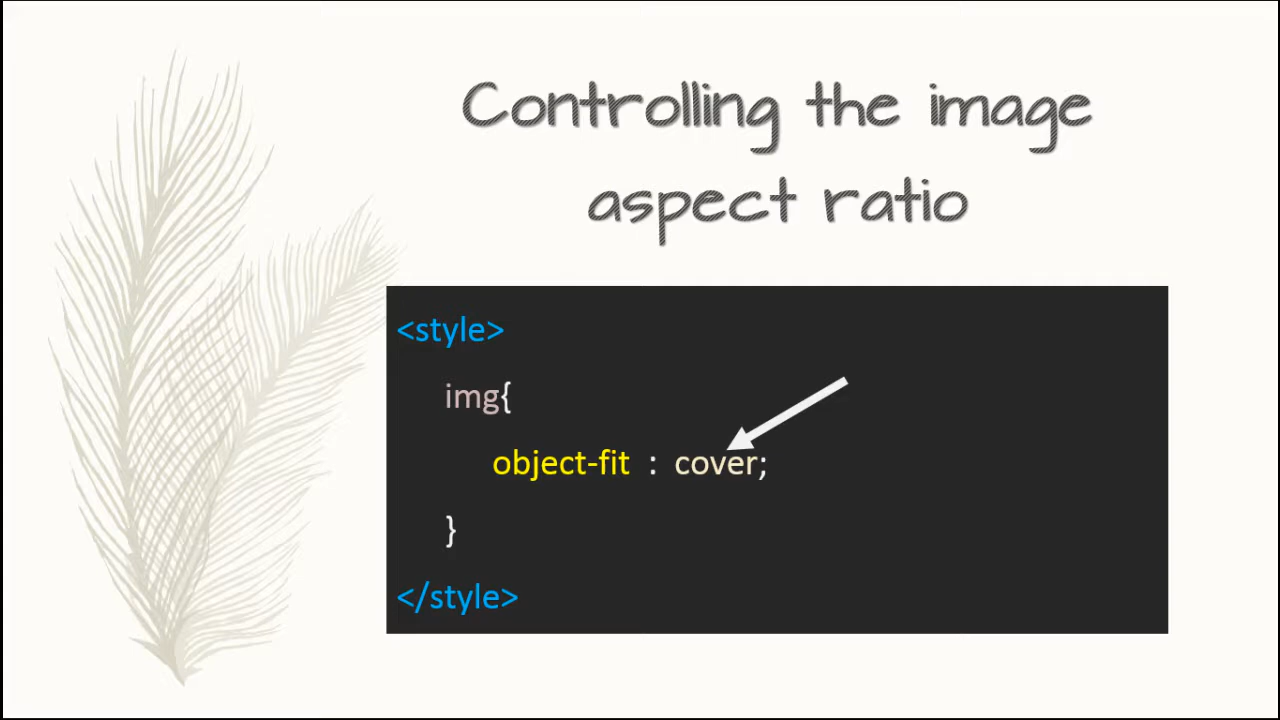 Controlling the image
aspect ratio
<style>
img{
object-fit : cover;
}
</style>